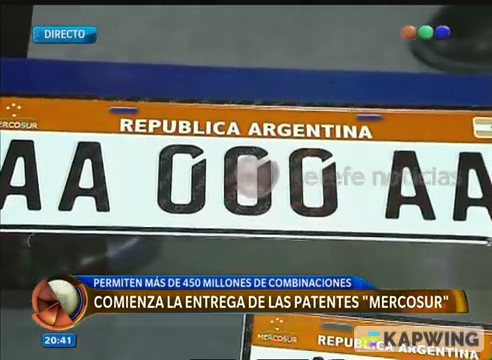 DIRECTO
MERCOSUR
REPUBLICA ARGENTINA
AA 000 AA
telefe noticias
PERMITEN MÁS DE 450 MILLONES DE COMBINACIONES
COMIENZA LA ENTREGA DE LAS PATENTES "MERCOSUR"
20:41
MERCOSUR
REPUBLICA ARGENTINA
KAPWING